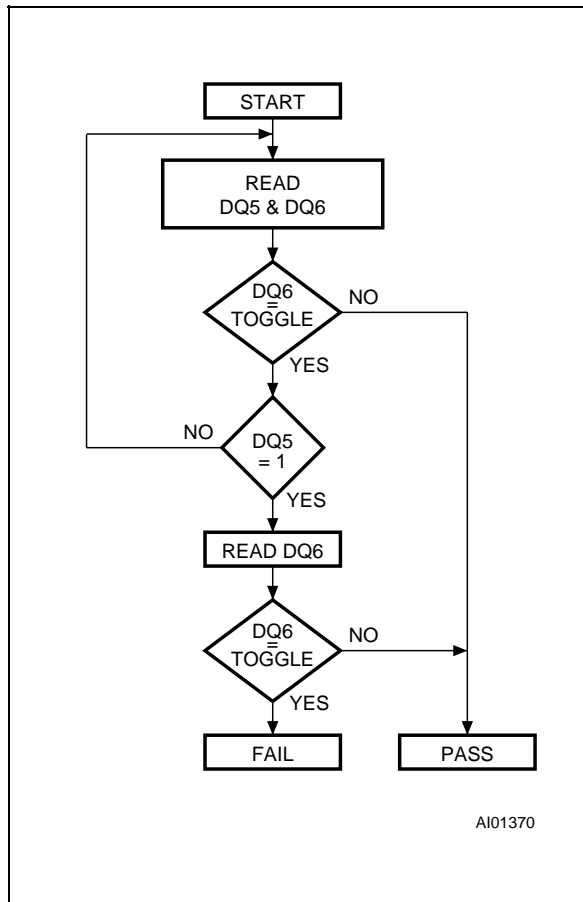 START
READ
DQ5 & DQ6
DQ6
=
TOGGLE
NO
YES
NO
DQ5
= 1
YES
READ DQ6
DQ6
=
TOGGLE
NO
YES
FAIL
PASS
AI01370